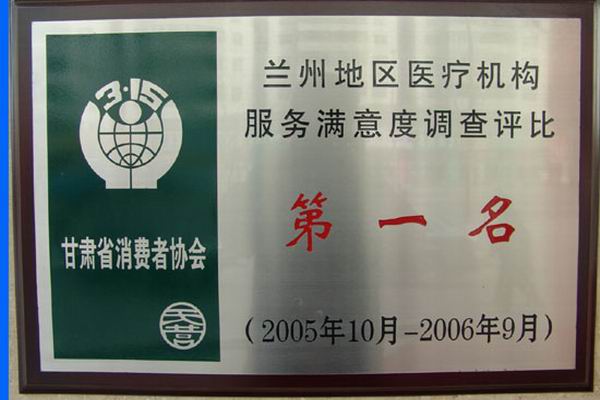 3·15
甘肃省消费者协会
兰州地区医疗机构
服务满意度调查评比
第一名
(2005年10月-2006年9月)